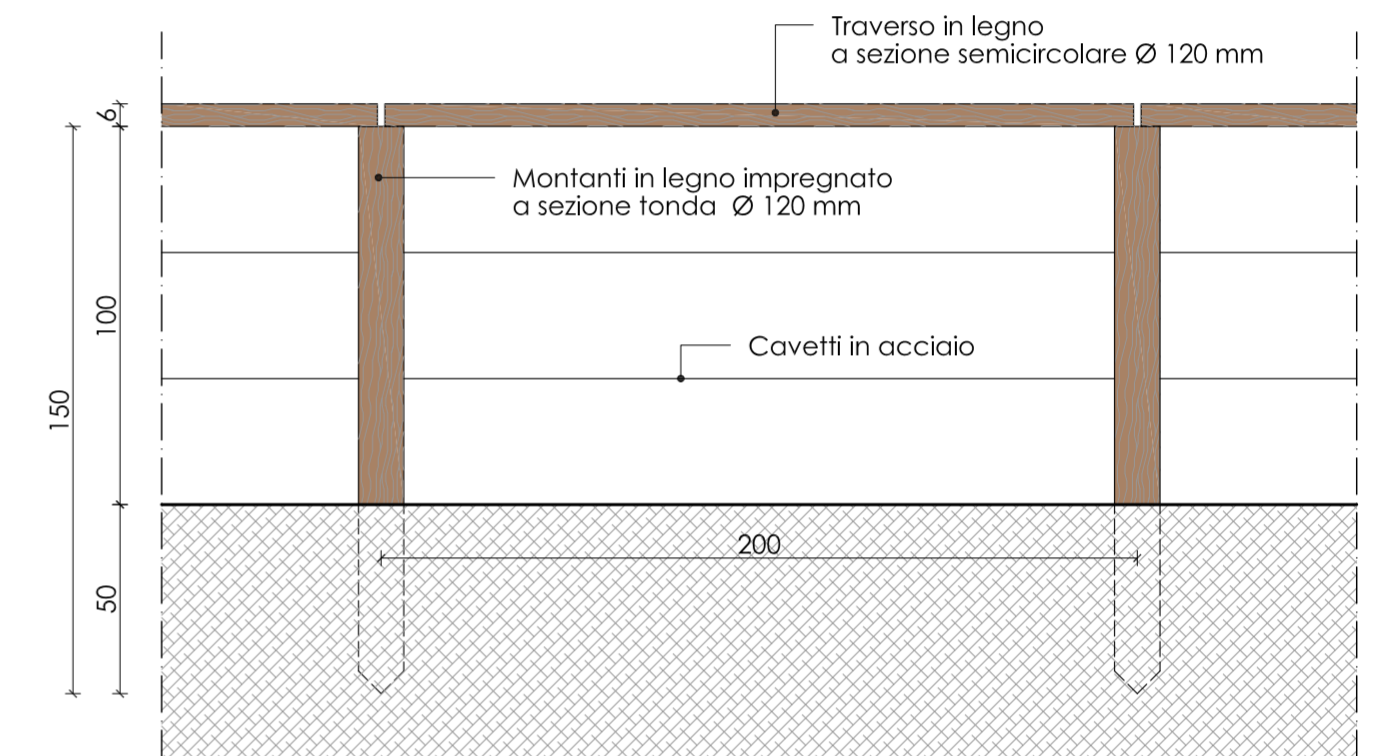 Traverso in legno
a sezione semicircolare Ø 120 mm
6
Montanti in legno impregnato
a sezione tonda Ø 120 mm
100
Cavetti in acciaio
150
200
50